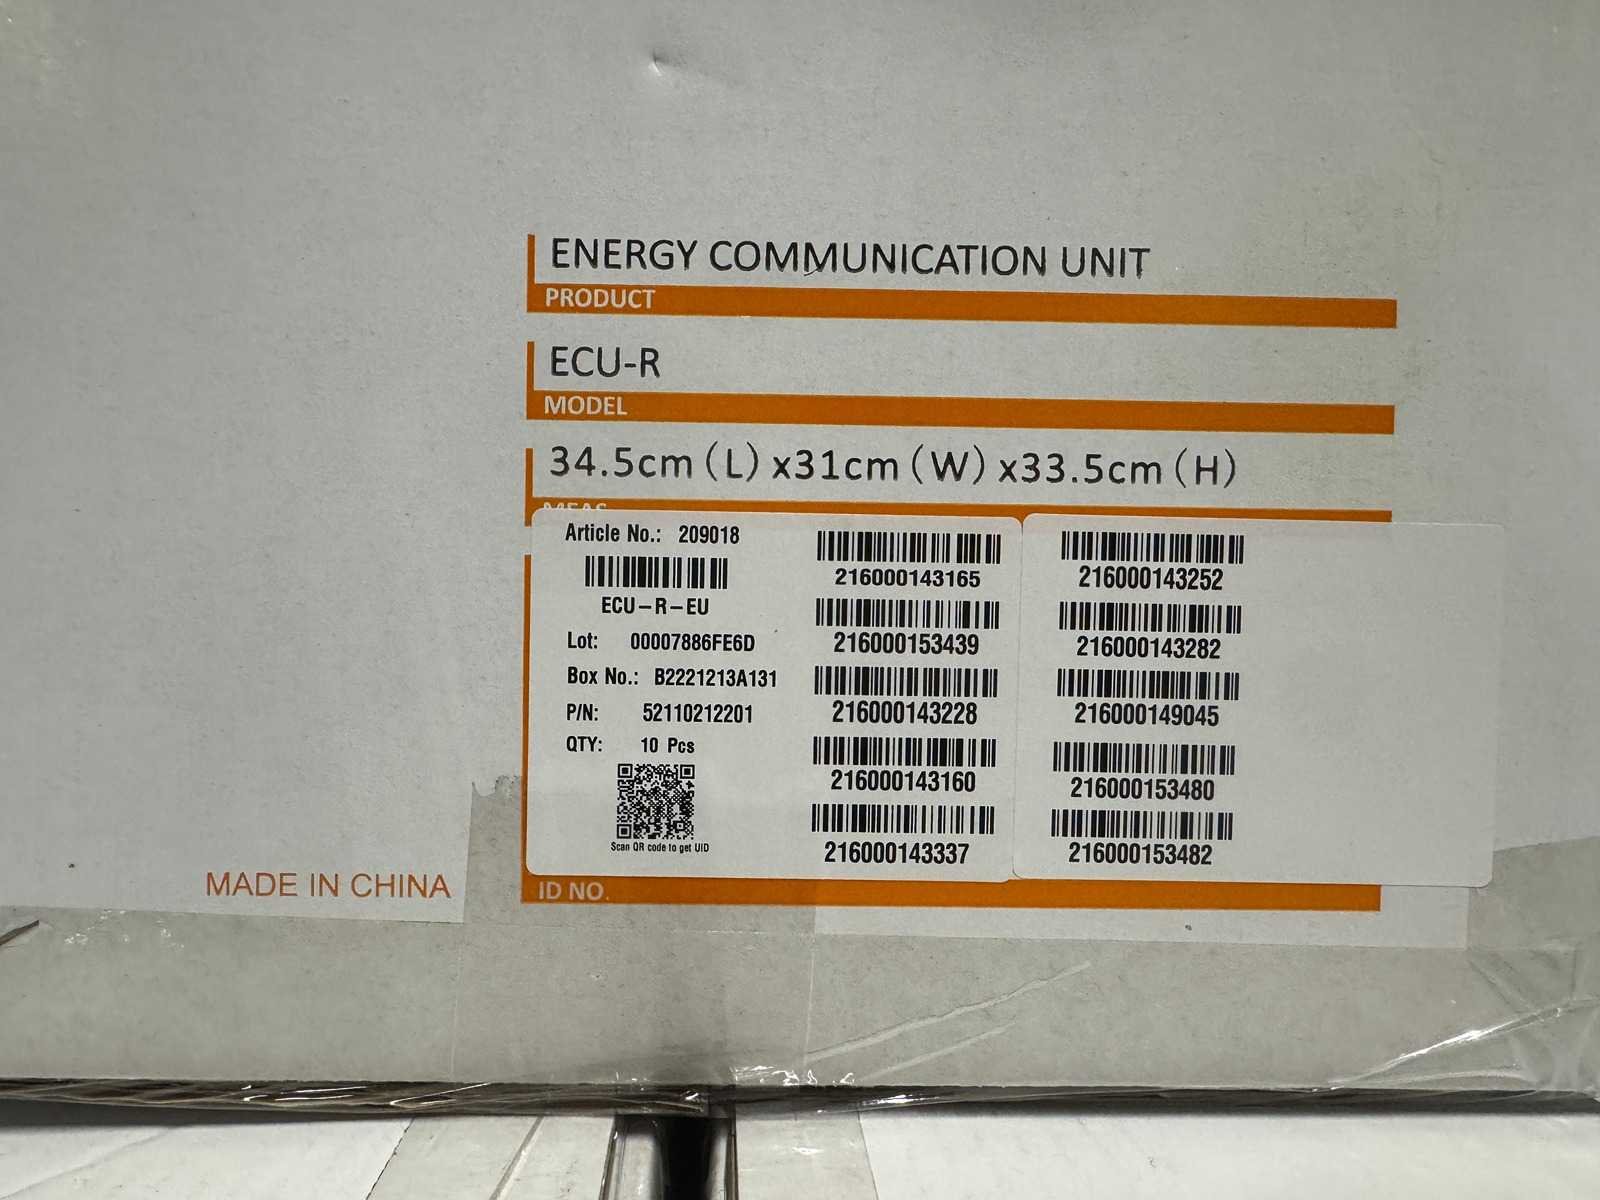 ENERGY COMMUNICATION UNIT
PRODUCT
ECU-R
MODEL
34.5cm (L) x31cm (W) x33.5cm (H)
MEAS
Article No.: 209018
ECU-R-EU
Lot: 00007886FE6D
Box No.: B2221213A131
P/N: 52110212201
QTY: 10 Pcs
Scan QR code to get UID
216000143165
216000153439
216000143228
216000143160
216000143337
216000143252
216000143282
216000149045
216000153480
216000153482
ID NO.
MADE IN CHINA